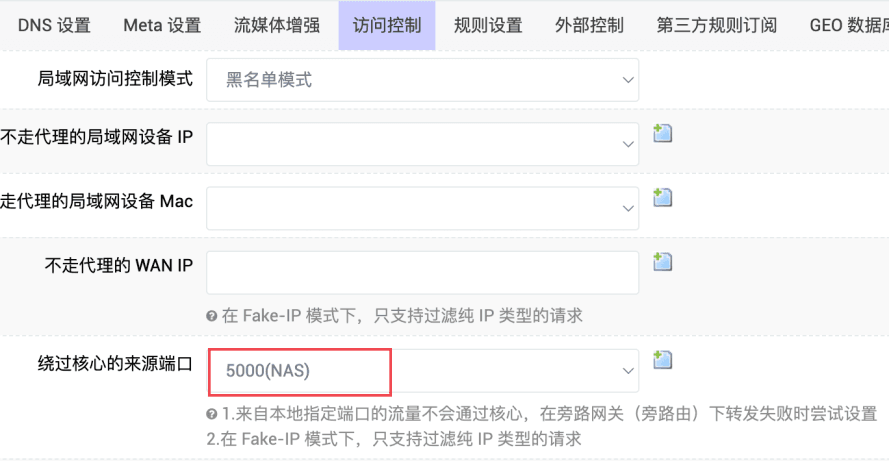 DNS 设置 Meta 设置 流媒体增强 访问控制 规则设置 外部控制 第三方规则订阅 GEO 数据库
局域网访问控制模式 黑名单模式
不走代理的局域网设备 IP
走代理的局域网设备 Mac
不走代理的 WAN IP
在 Fake-IP 模式下，只支持过滤纯 IP 类型的请求
绕过核心的来源端口 5000(NAS)
1.来自本地指定端口的流量不会通过核心，在旁路网关（旁路由）下转发失败时尝试设置
2.在 Fake-IP 模式下，只支持过滤纯 IP 类型的请求